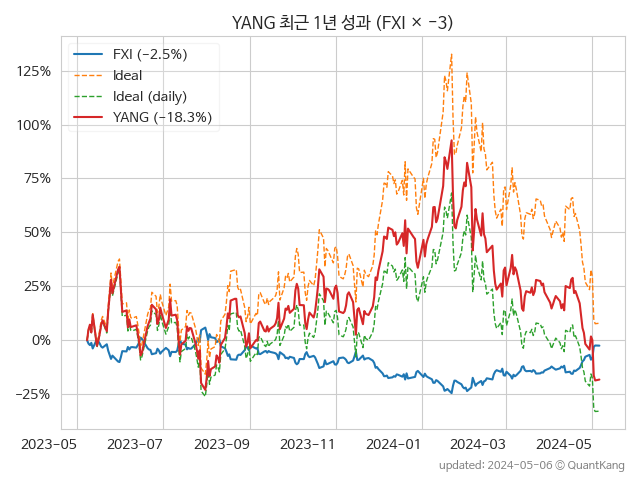 YANG 최근 1년 성과 (FXI × −3)
FXI (−2.5%)
Ideal
Ideal (daily)
YANG (−18.3%)
125%
100%
75%
50%
25%
0%
−25%
2023-05 2023-07 2023-09 2023-11 2024-01 2024-03 2024-05
updated: 2024-05-06 © QuantKang